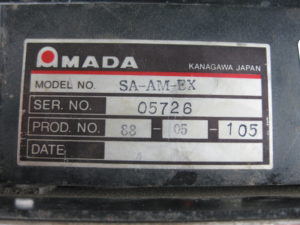 AMADA
KANAGAWA JAPAN
MODEL NO. SA-AM-EX
SER. NO. 05726
PROD. NO. 88-05-105
DATE